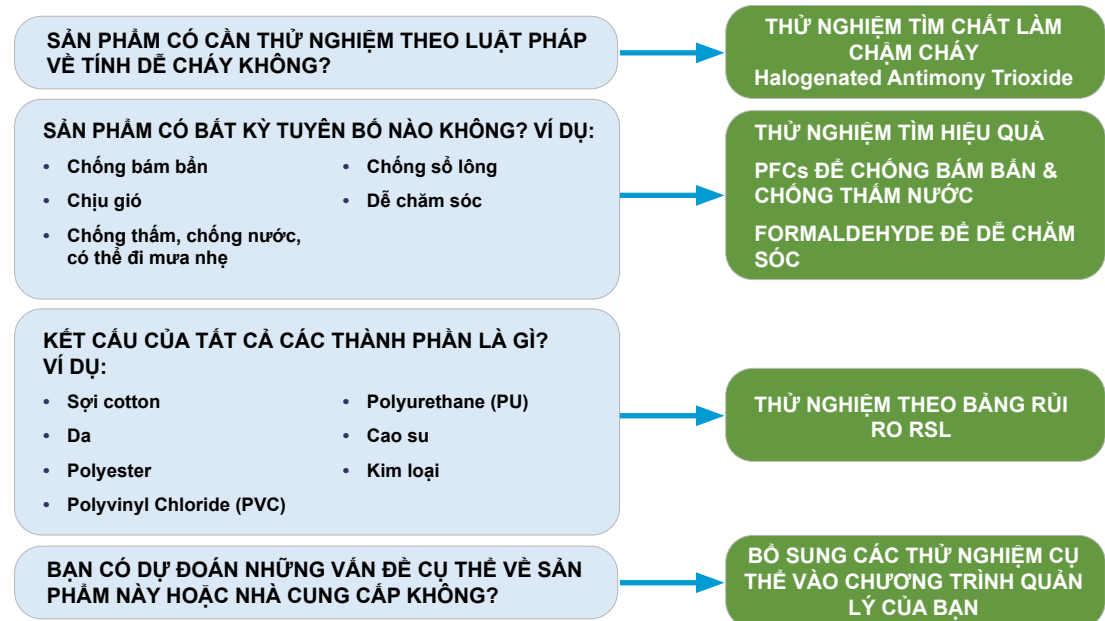 SẢN PHẨM CÓ CẦN THỬ NGHIỆM THEO LUẬT PHÁP
VỀ TÍNH DỄ CHÁY KHÔNG?
THỬ NGHIỆM TÌM CHẤT LÀM
CHẬM CHÁY
Halogenated Antimony Trioxide
SẢN PHẨM CÓ BẤT KỲ TUYÊN BỐ NÀO KHÔNG? VÍ DỤ:
• Chống bám bẩn
• Chịu gió
• Chống thấm, chống nước,
có thể đi mưa nhẹ
• Chống sổ lông
• Dễ chăm sóc
THỬ NGHIỆM TÌM HIỆU QUẢ
PFCs ĐỂ CHỐNG BÁM BẨN &
CHỐNG THẤM NƯỚC
FORMALDEHYDE ĐỂ DỄ CHĂM
SÓC
KẾT CẤU CỦA TẤT CẢ CÁC THÀNH PHẦN LÀ GÌ?
VÍ DỤ:
• Sợi cotton
• Da
• Polyester
• Polyvinyl Chloride (PVC)
• Polyurethane (PU)
• Cao su
• Kim loại
THỬ NGHIỆM THEO BẢNG RỦI
RO RSL
BẠN CÓ DỰ ĐOÁN NHỮNG VẤN ĐỀ CỤ THỂ VỀ SẢN
PHẨM NÀY HOẶC NHÀ CUNG CẤP KHÔNG?
BỔ SUNG CÁC THỬ NGHIỆM CỤ
THỂ VÀO CHƯƠNG TRÌNH QUẢN
LÝ CỦA BẠN